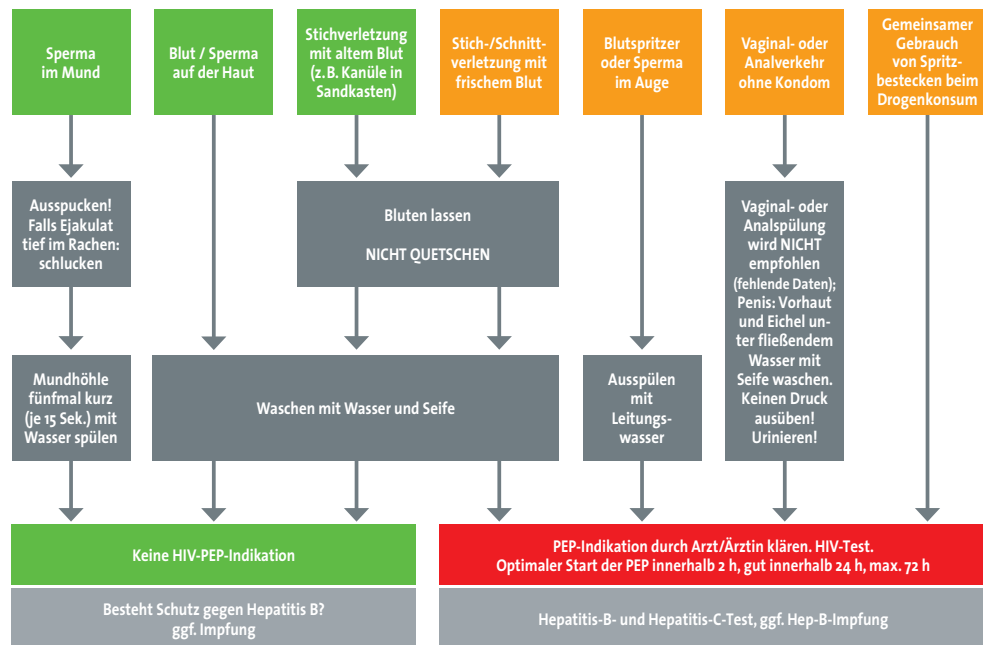 Sperma
im Mund
Blut / Sperma
auf der Haut
Stichverletzung
mit altem Blut
(z. B. Kanüle in
Sandkasten)
Stich-/Schnitt-
verletzung mit
frischem Blut
Blutspritzer
oder Sperma
im Auge
Vaginal- oder
Analverkehr
ohne Kondom
Gemeinsamer
Gebrauch
von Spritz-
bestecken beim
Drogenkonsum
Ausspucken!
Falls Ejakulat
tief im Rachen:
schlucken
Bluten lassen
NICHT QUETSCHEN
Vaginal- oder
Analspülung
wird NICHT
empfohlen
(fehlende Daten);
Penis: Vorhaut
und Eichel un-
ter fließendem
Wasser mit
Seife waschen.
Keinen Druck
ausüben!
Urinieren!
Mundhöhle
fünfmal kurz
(je 15 Sek.) mit
Wasser spülen
Waschen mit Wasser und Seife
Ausspülen
mit
Leitungs-
wasser
Keine HIV-PEP-Indikation
PEP-Indikation durch Arzt/Ärztin klären. HIV-Test.
Optimaler Start der PEP innerhalb 2 h, gut innerhalb 24 h, max. 72 h
Besteht Schutz gegen Hepatitis B?
ggf. Impfung
Hepatitis-B- und Hepatitis-C-Test, ggf. Hep-B-Impfung